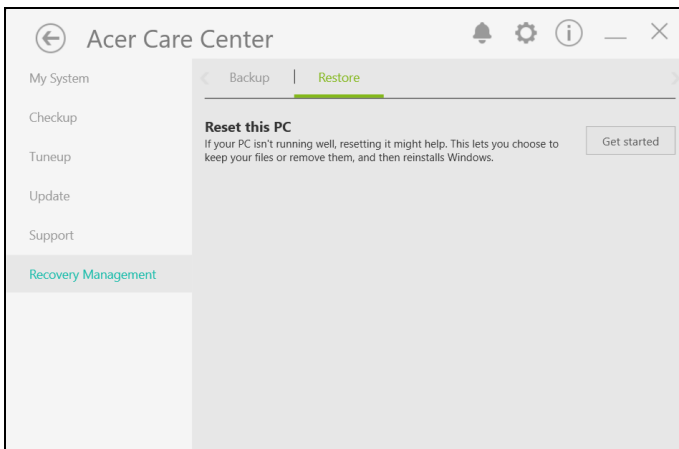 Acer Care Center
My System
Checkup
Tuneup
Update
Support
Recovery Management
Backup
Restore
Reset this PC
If your PC isn't running well, resetting it might help. This lets you choose to
keep your files or remove them, and then reinstalls Windows.
Get started